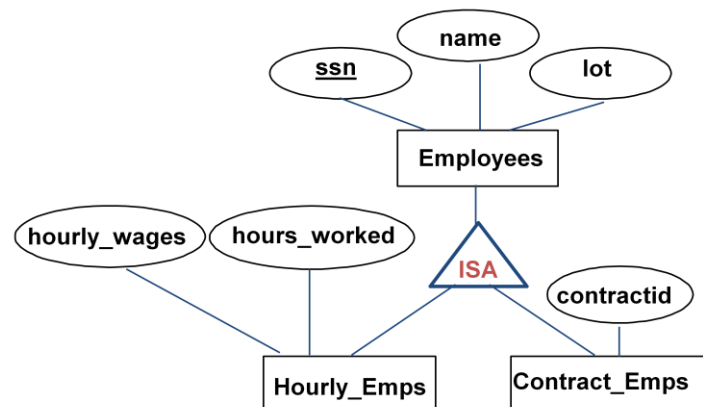 name
ssn
lot
Employees
hourly_wages
hours_worked
ISA
contractid
Hourly_Emps
Contract_Emps